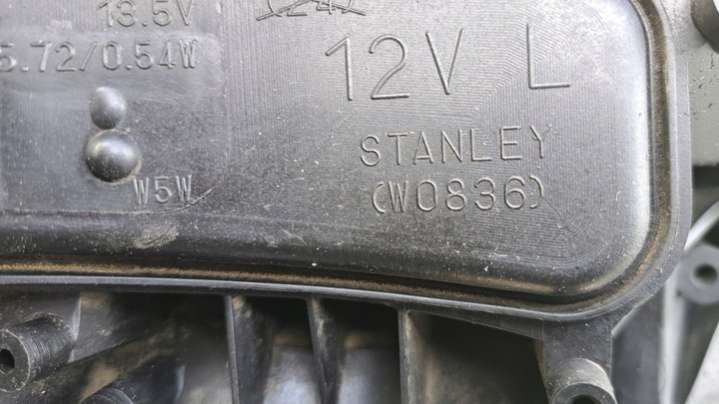 13.5V
5.72/0.54W
12V L
STANLEY
(W0836)
W5W